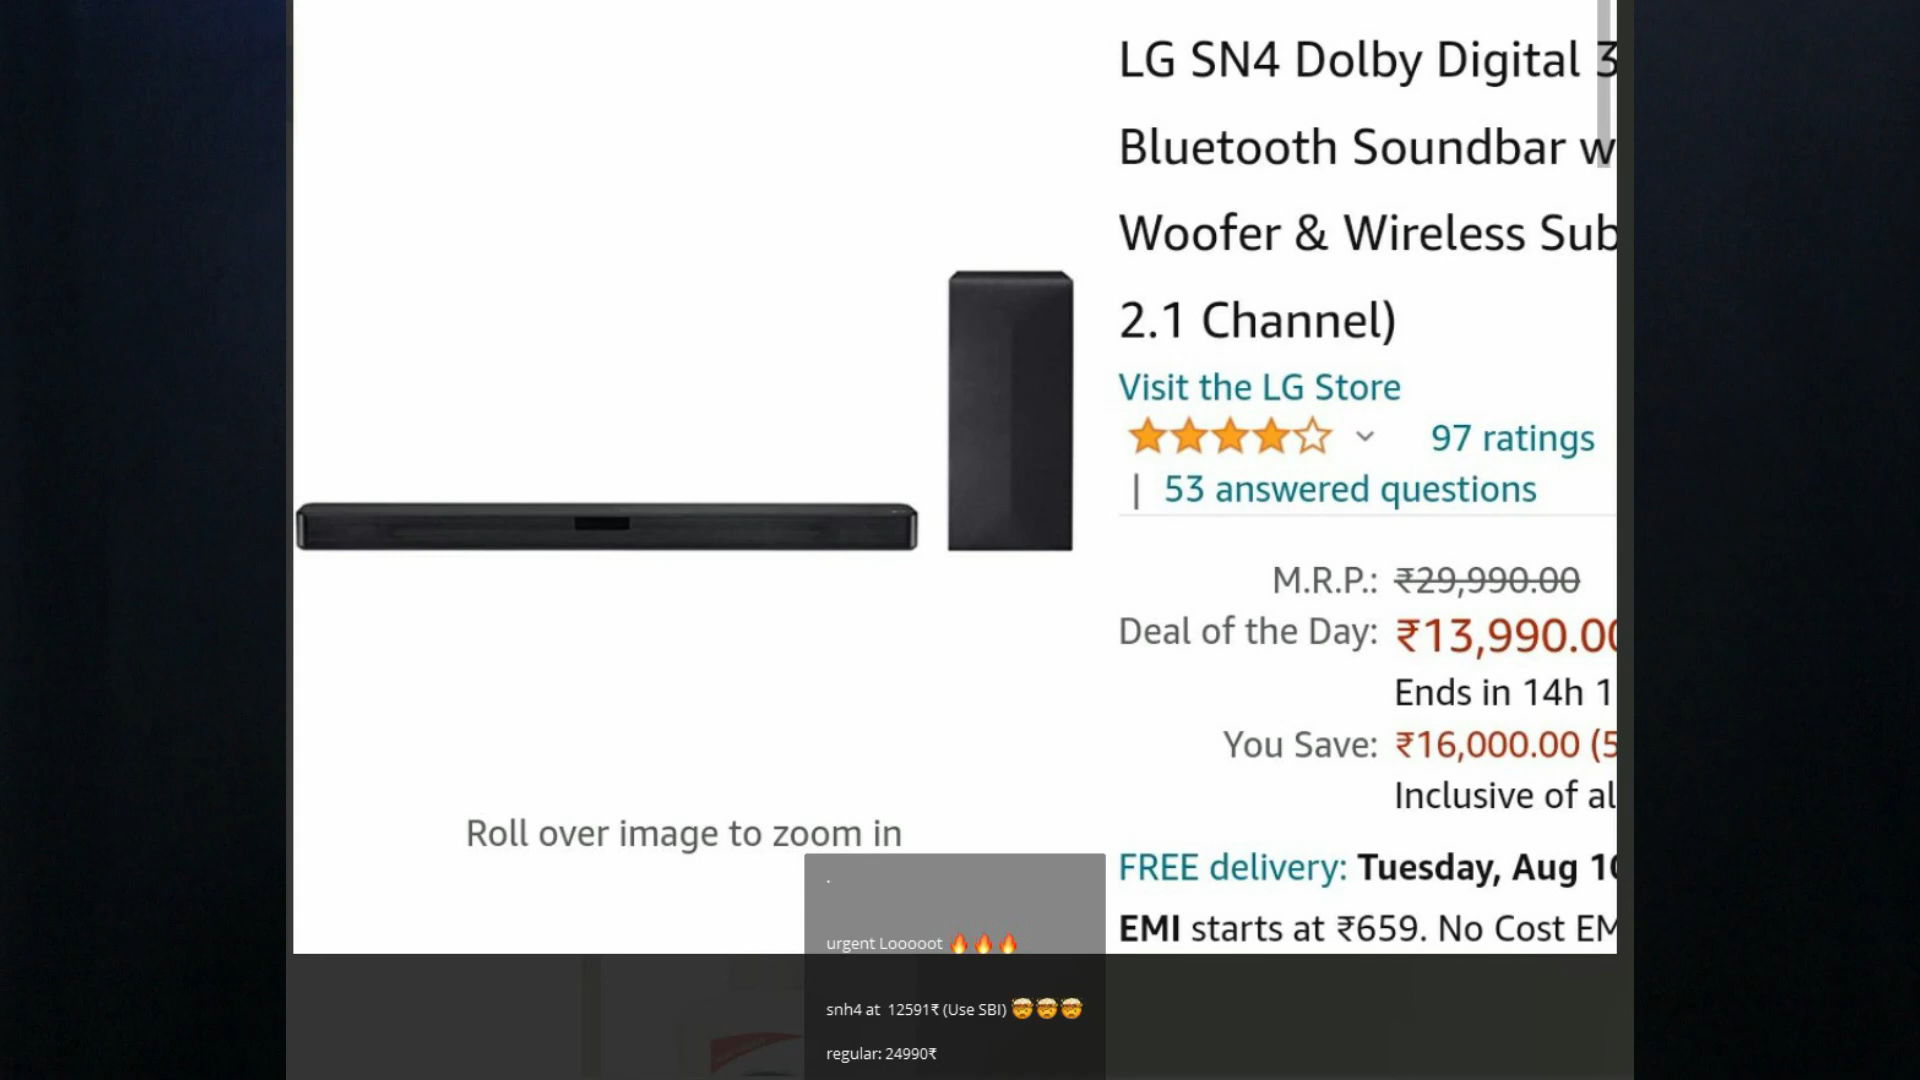 LG SN4 Dolby Digital 3
Bluetooth Soundbar w
Woofer & Wireless Sub
2.1 Channel)
Visit the LG Store
97 ratings
| 53 answered questions
M.R.P.: ₹29,990.00
Deal of the Day: ₹13,990.00
Ends in 14h 1
You Save: ₹16,000.00 (5
Inclusive of al
Roll over image to zoom in
FREE delivery: Tuesday, Aug 10
EMI starts at ₹659. No Cost EM
.
urgent Looooot 🔥🔥🔥
snh4 at 12591₹ (Use SBI) 🤯🤯🤯
regular: 24990₹